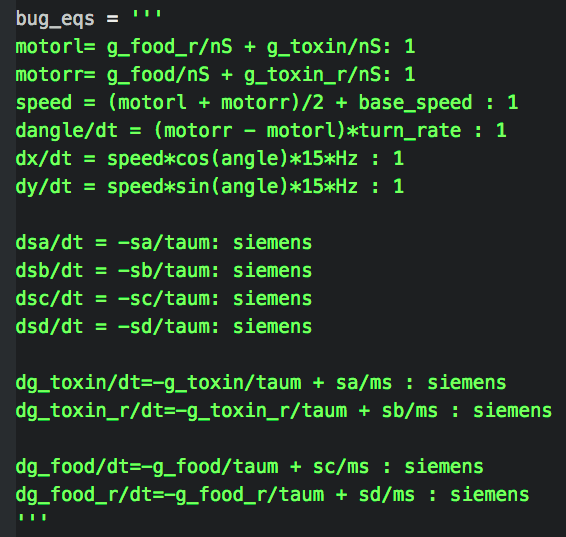 bug_eqs = '''
motorl= g_food_r/nS + g_toxin/nS: 1
motorr= g_food/nS + g_toxin_r/nS: 1
speed = (motorl + motorr)/2 + base_speed : 1
dangle/dt = (motorr - motorl)*turn_rate : 1
dx/dt = speed*cos(angle)*15*Hz : 1
dy/dt = speed*sin(angle)*15*Hz : 1
dsa/dt = -sa/taum: siemens
dsb/dt = -sb/taum: siemens
dsc/dt = -sc/taum: siemens
dsd/dt = -sd/taum: siemens
dg_toxin/dt=-g_toxin/taum + sa/ms : siemens
dg_toxin_r/dt=-g_toxin_r/taum + sb/ms : siemens
dg_food/dt=-g_food/taum + sc/ms : siemens
dg_food_r/dt=-g_food_r/taum + sd/ms : siemens
'''